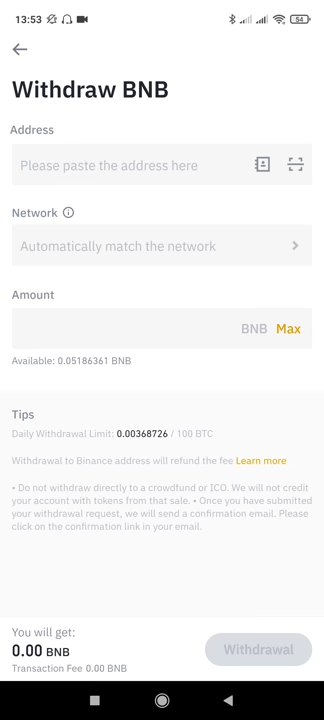 13:53
54
Withdraw BNB
Address
Please paste the address here
Network
Automatically match the network
Amount
BNB Max
Available: 0.05186361 BNB
Tips
Daily Withdrawal Limit: 0.00368726 / 100 BTC
Withdrawal to Binance address will refund the fee Learn more
• Do not withdraw directly to a crowdfund or ICO. We will not credit
your account with tokens from that sale. • Once you have submitted
your withdrawal request, we will send a confirmation email. Please
click on the confirmation link in your email.
You will get:
0.00 BNB
Transaction Fee 0.00 BNB
Withdrawal